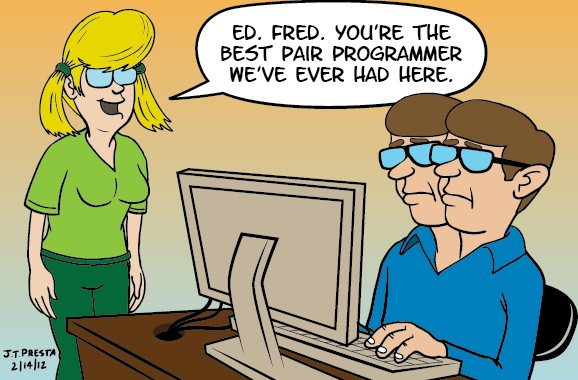 ED. FRED. YOU'RE THE
BEST PAIR PROGRAMMER
WE'VE EVER HAD HERE.
J.T.PRESTA
2/14/12